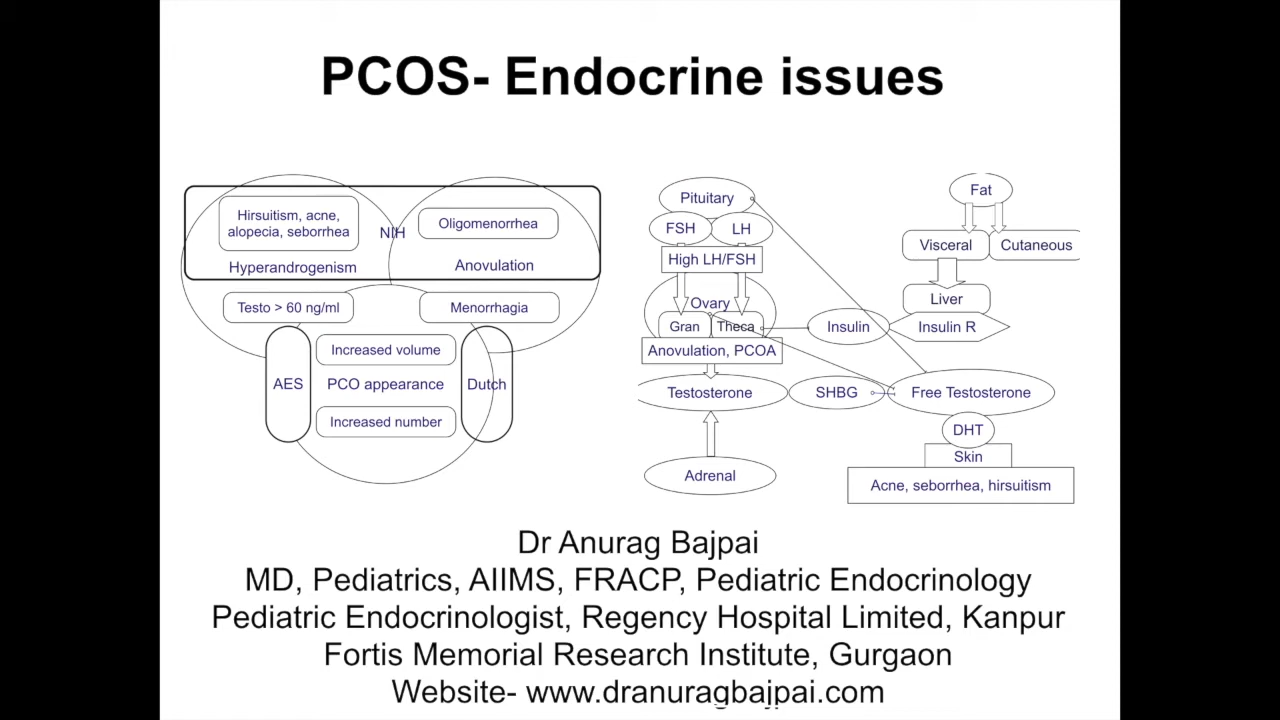 PCOS- Endocrine issues
Hirsuitism, acne,
alopecia, seborrhea
NIH
Oligomenorrhea
Hyperandrogenism
Anovulation
Testo > 60 ng/ml
Menorrhagia
Increased volume
AES
PCO appearance
Dutch
Increased number
Pituitary
FSH
LH
High LH/FSH
Ovary
Gran
Theca
Anovulation, PCOA
Testosterone
Adrenal
Insulin
SHBG
Fat
Visceral
Cutaneous
Liver
Insulin R
Free Testosterone
DHT
Skin
Acne, seborrhea, hirsuitism
Dr Anurag Bajpai
MD, Pediatrics, AIIMS, FRACP, Pediatric Endocrinology
Pediatric Endocrinologist, Regency Hospital Limited, Kanpur
Fortis Memorial Research Institute, Gurgaon
Website- www.dranuragbajpai.com